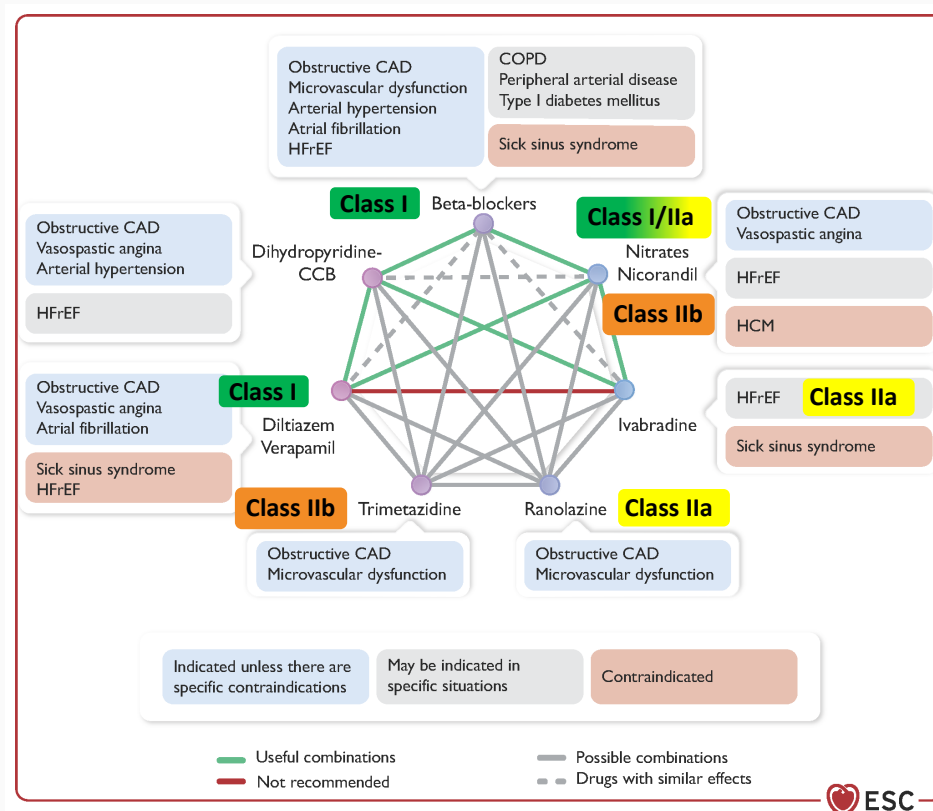 Obstructive CAD
Microvascular dysfunction
Arterial hypertension
Atrial fibrillation
HFrEF
COPD
Peripheral arterial disease
Type I diabetes mellitus
Sick sinus syndrome
Class I
Beta-blockers
Class I/IIa
Nitrates
Nicorandil
Class IIb
Obstructive CAD
Vasospastic angina
HFrEF
HCM
Obstructive CAD
Vasospastic angina
Arterial hypertension
HFrEF
Dihydropyridine-
CCB
Obstructive CAD
Vasospastic angina
Atrial fibrillation
Sick sinus syndrome
HFrEF
Class I
Diltiazem
Verapamil
Ivabradine
HFrEF
Class IIa
Sick sinus syndrome
Class IIb
Trimetazidine
Obstructive CAD
Microvascular dysfunction
Ranolazine
Class IIa
Obstructive CAD
Microvascular dysfunction
Indicated unless there are
specific contraindications
May be indicated in
specific situations
Contraindicated
Useful combinations
Not recommended
Possible combinations
Drugs with similar effects
ESC